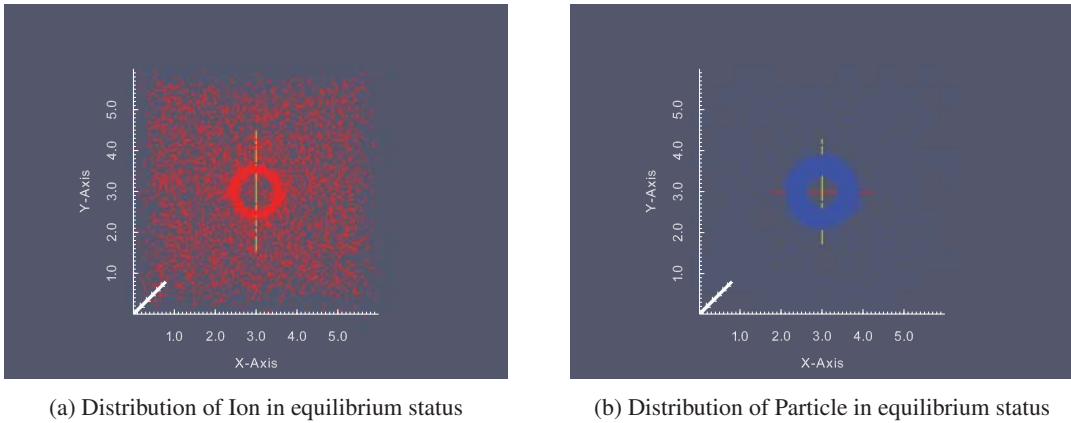 5.0
4.0
3.0
2.0
1.0
Y-Axis
1.0 2.0 3.0 4.0 5.0
X-Axis
(a) Distribution of Ion in equilibrium status
5.0
4.0
3.0
2.0
1.0
Y-Axis
1.0 2.0 3.0 4.0 5.0
X-Axis
(b) Distribution of Particle in equilibrium status